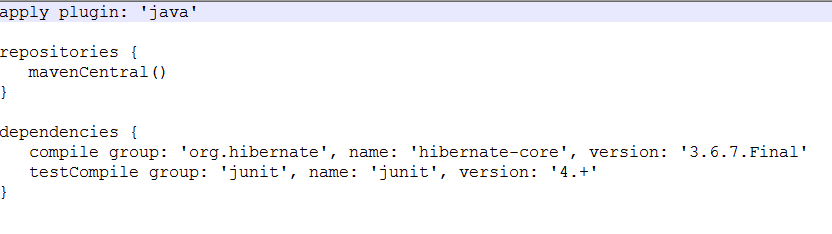 apply plugin: 'java'
repositories {
mavenCentral()
}
dependencies {
compile group: 'org.hibernate', name: 'hibernate-core', version: '3.6.7.Final'
testCompile group: 'junit', name: 'junit', version: '4.+'
}